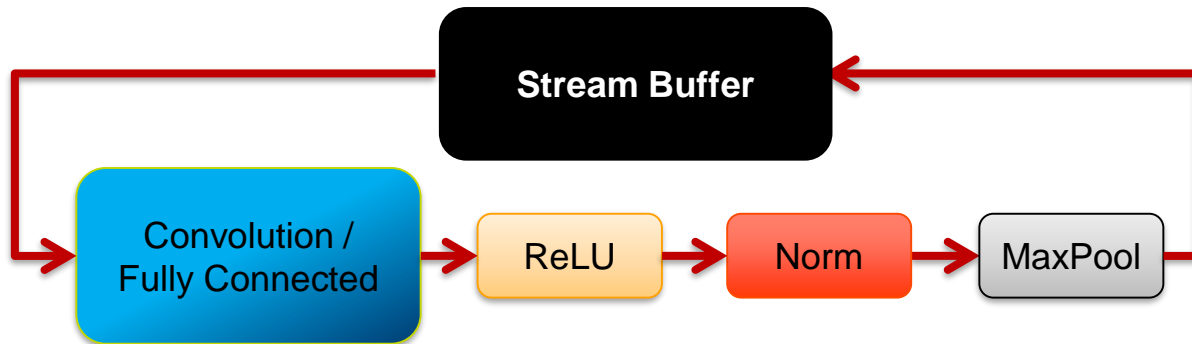 Stream Buffer
Convolution /
Fully Connected
ReLU
Norm
MaxPool